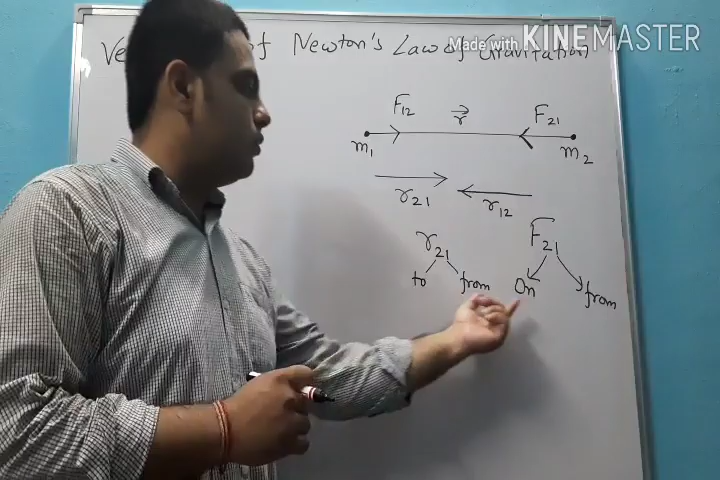 of Newton's Law of Gravitation
Made with KINEMASTER
F12 r F21
m1 m2
r21 r12
r21 F21
to from On from